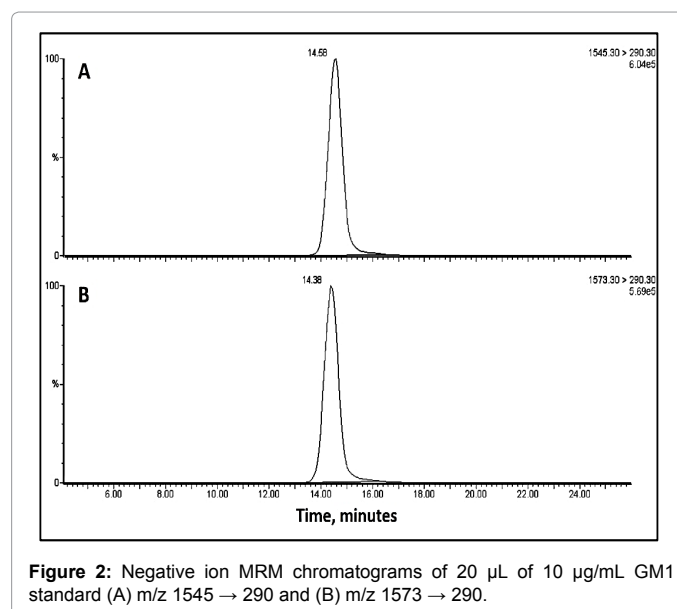 14.58
1545.30 > 290.30
6.04e5
100
A
%
0
14.38
1573.30 > 290.30
5.69e5
100
B
%
0
6.00 8.00 10.00 12.00 14.00 16.00 18.00 20.00 22.00 24.00
Time, minutes
Figure 2: Negative ion MRM chromatograms of 20 µL of 10 µg/mL GM1
standard (A) m/z 1545 → 290 and (B) m/z 1573 → 290.